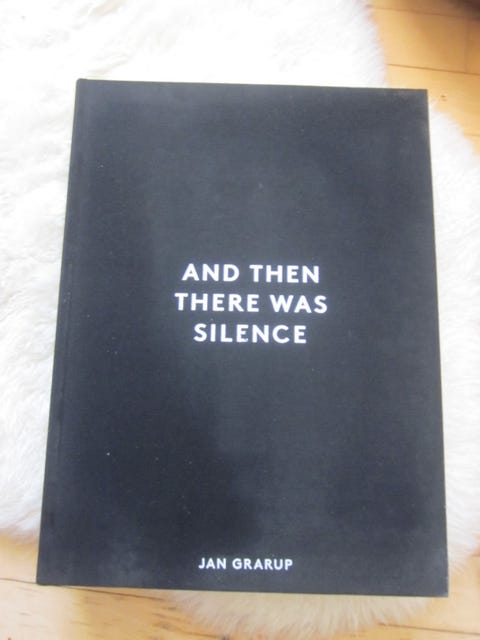 AND THEN
THERE WAS
SILENCE
JAN GRARUP